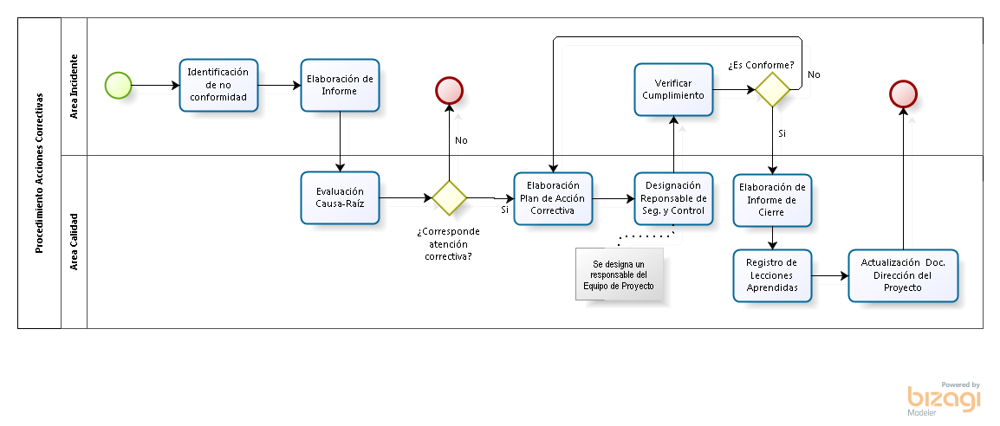 Procedimiento Acciones Correctivas
Area Incidente
Identificación
de no
conformidad
Elaboración de
Informe
No
Verificar
Cumplimiento
¿Es Conforme?
No
Si
Area Calidad
Evaluación
Causa-Raíz
¿Corresponde
atención
correctiva?
Si
Elaboración
Plan de Acción
Correctiva
Designación
Reponsable de
Seg. y Control
Se designa un
responsable del
Equipo de Proyecto
Elaboración de
Informe de
Cierre
Registro de
Lecciones
Aprendidas
Actualización Doc.
Dirección del
Proyecto
Powered by
bizagi
Modeler